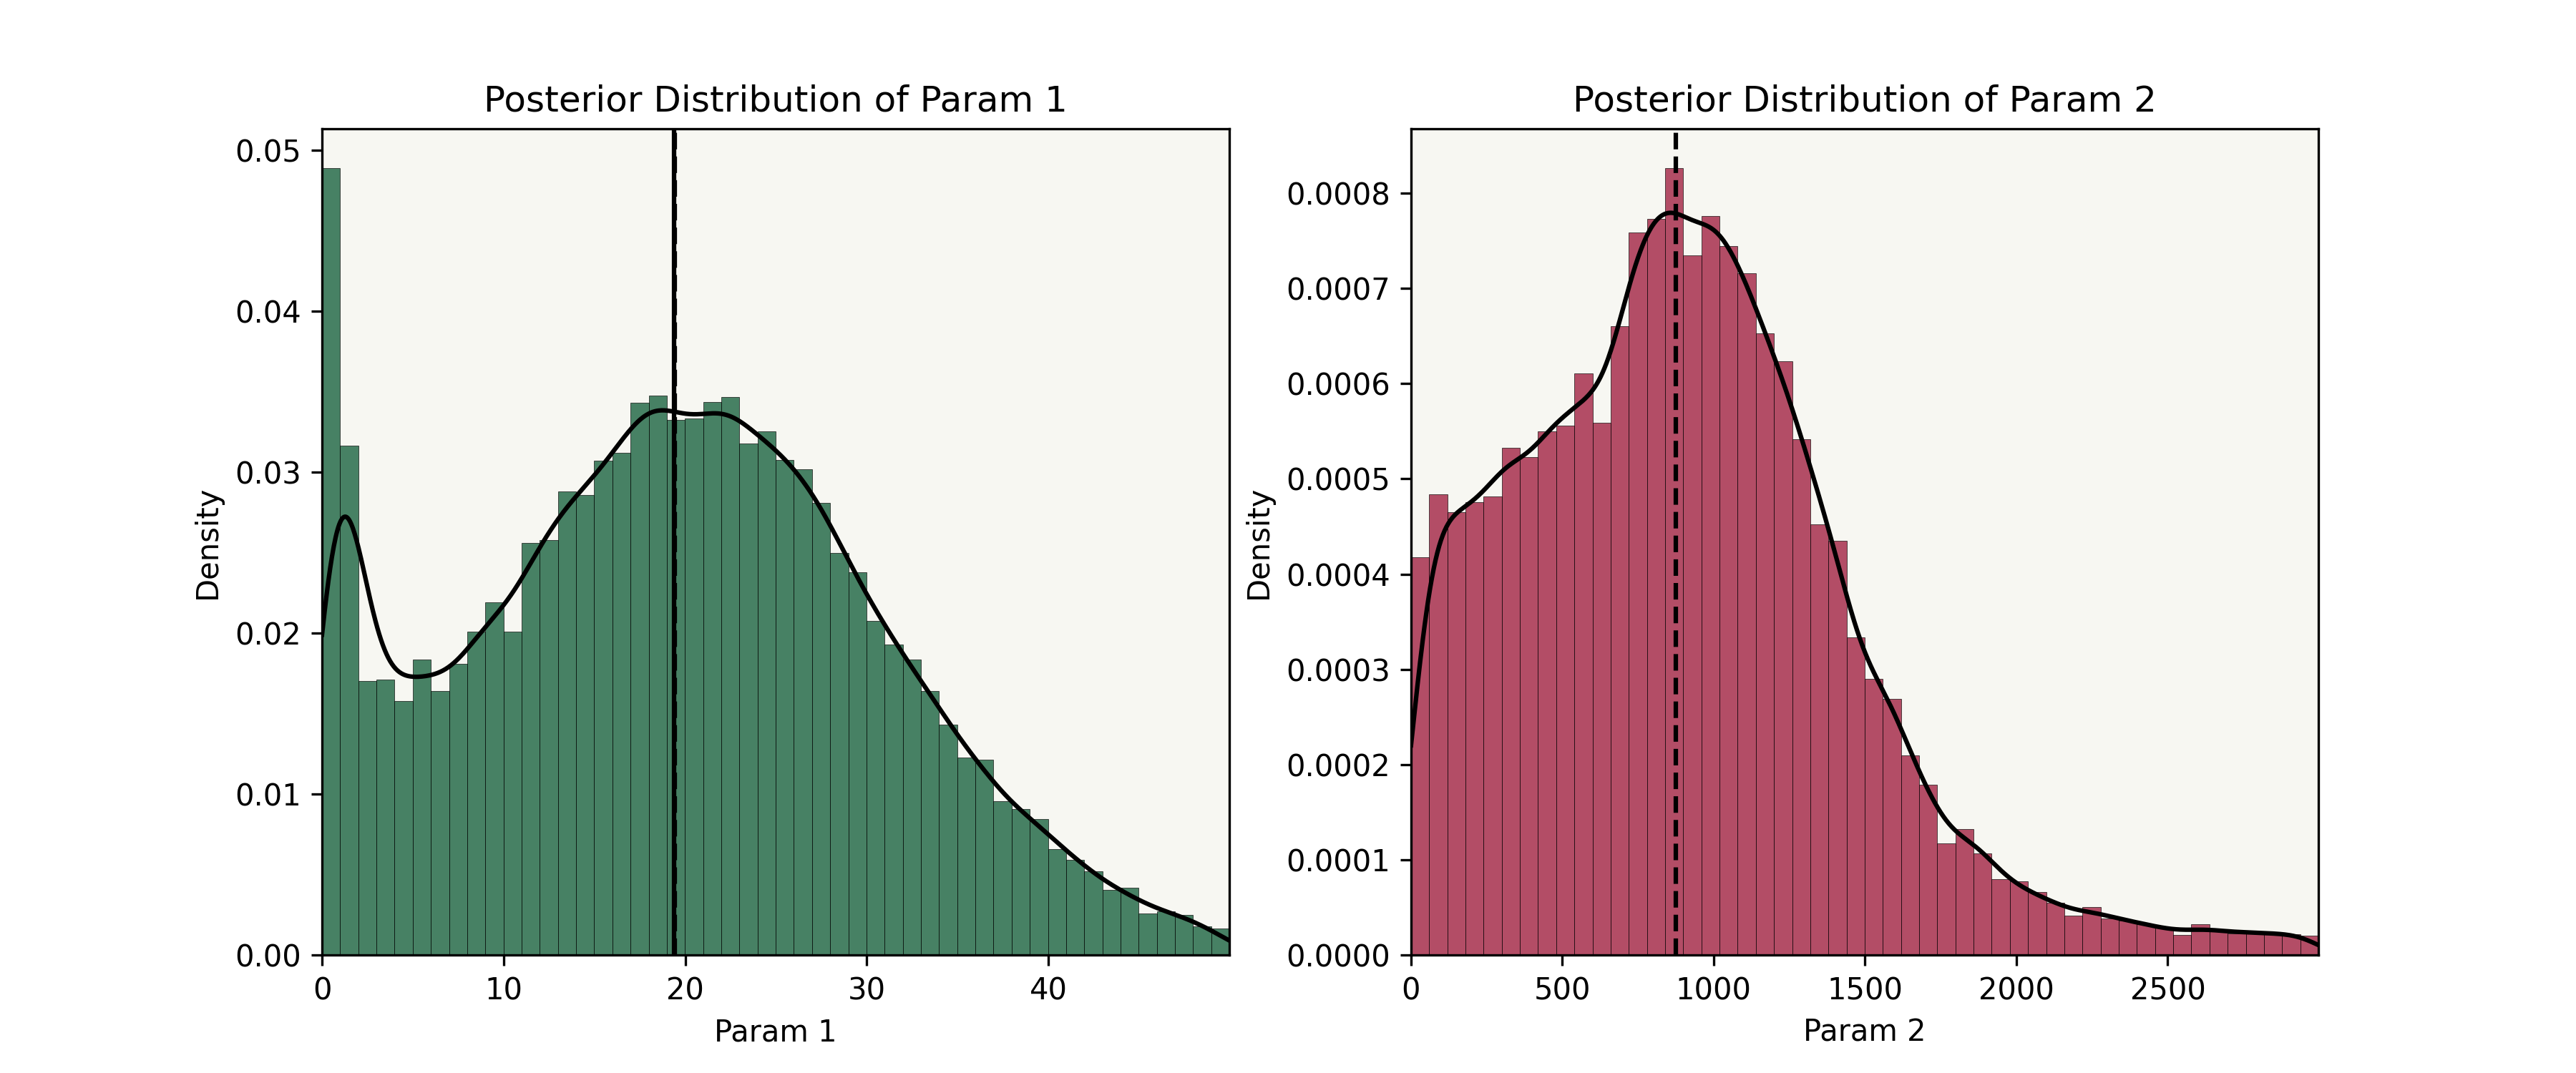 Posterior Distribution of Param 1
0.05
0.04
0.03
0.02
0.01
0.00
Density
0 10 20 30 40
Param 1
Posterior Distribution of Param 2
0.0008
0.0007
0.0006
0.0005
0.0004
0.0003
0.0002
0.0001
0.0000
Density
0 500 1000 1500 2000 2500
Param 2